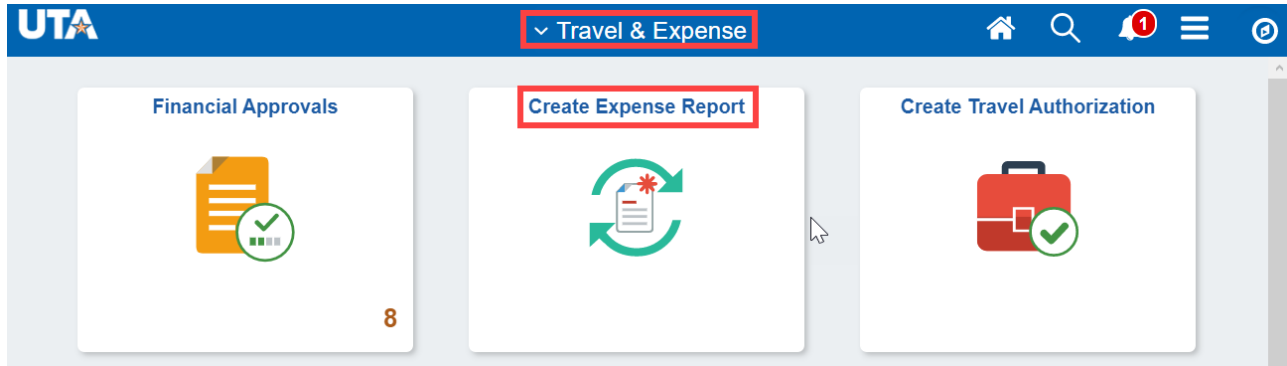 UTA
Travel & Expense
1
Financial Approvals
Create Expense Report
Create Travel Authorization
8